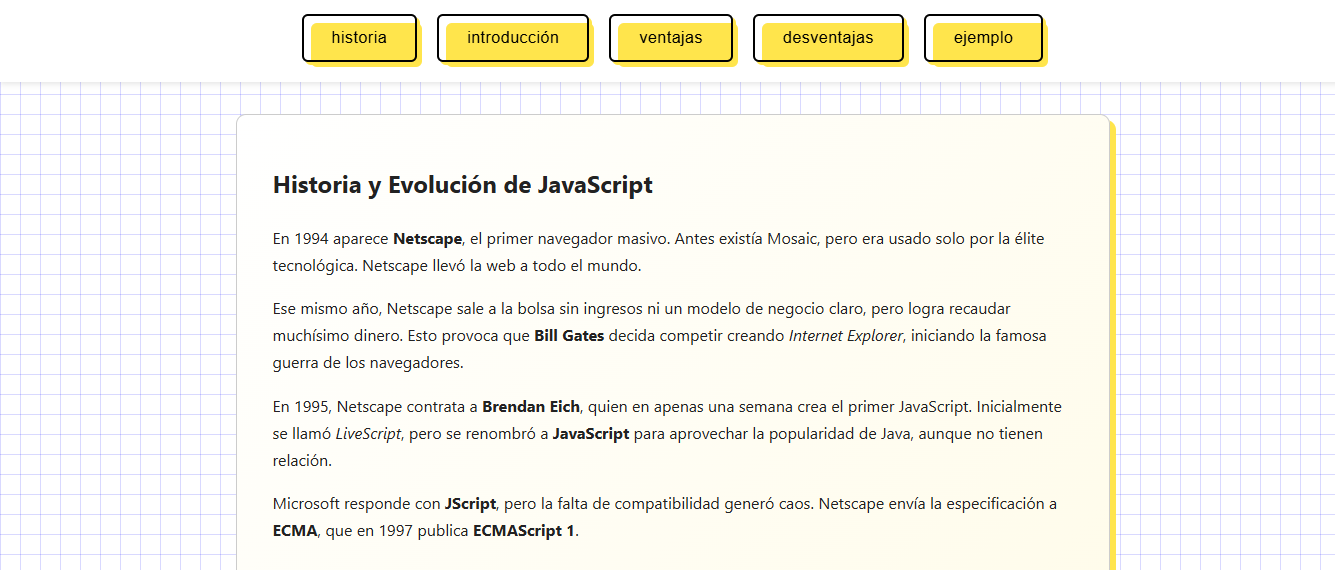 historia
introducción
ventajas
desventajas
ejemplo
Historia y Evolución de JavaScript
En 1994 aparece Netscape, el primer navegador masivo. Antes existía Mosaic, pero era usado solo por la élite
tecnológica. Netscape llevó la web a todo el mundo.
Ese mismo año, Netscape sale a la bolsa sin ingresos ni un modelo de negocio claro, pero logra recaudar
muchísimo dinero. Esto provoca que Bill Gates decida competir creando Internet Explorer, iniciando la famosa
guerra de los navegadores.
En 1995, Netscape contrata a Brendan Eich, quien en apenas una semana crea el primer JavaScript. Inicialmente
se llamó LiveScript, pero se renombró a JavaScript para aprovechar la popularidad de Java, aunque no tienen
relación.
Microsoft responde con JScript, pero la falta de compatibilidad generó caos. Netscape envía la especificación a
ECMA, que en 1997 publica ECMAScript 1.